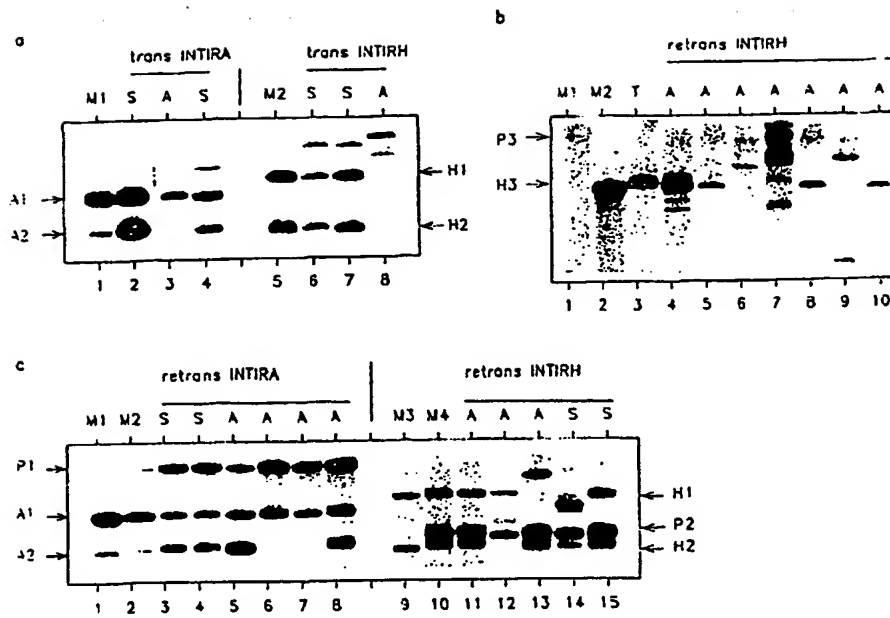 a
trans INTIRA
trans INTIRH
M1 S A S M2 S S A
A1
A2
H1
H2
1 2 3 4 5 6 7 8
b
retrans INTIRH
M1 M2 T A A A A A A A
P3
H3
1 2 3 4 5 6 7 8 9 10
c
retrans INTIRA
retrans INTIRH
M1 M2 S S A A A A M3 M4 A A A S S
P1
A1
A2
H1
P2
H2
1 2 3 4 5 6 7 8 9 10 11 12 13 14 15